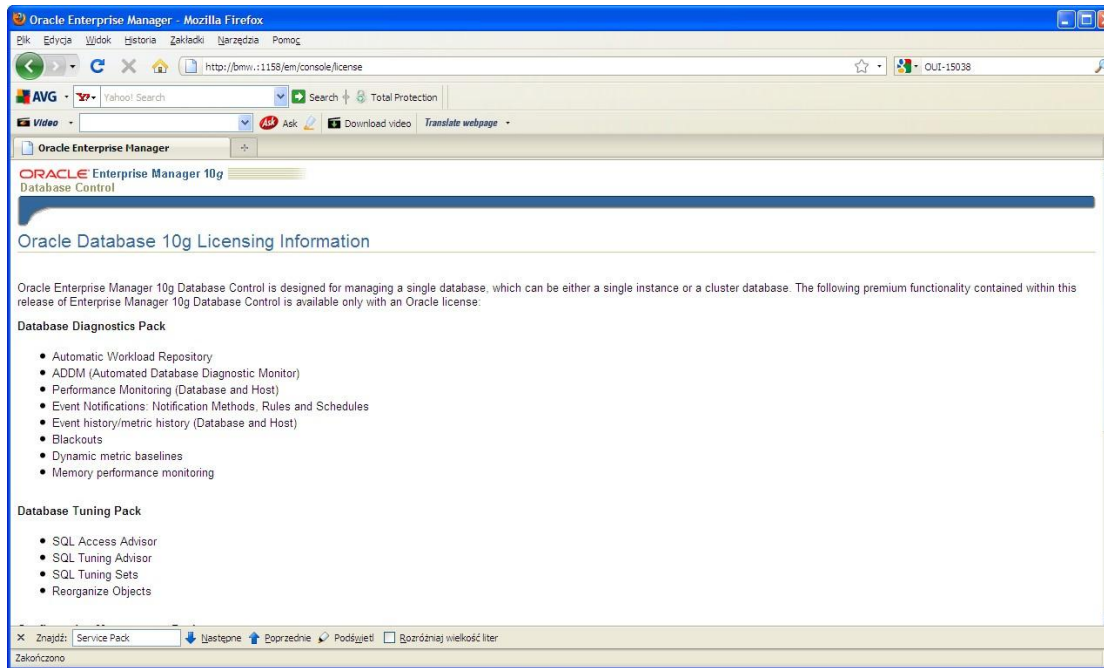 Oracle Enterprise Manager - Mozilla Firefox
Plik Edycja Widok Historia Zakładki Narzędzia Pomoc
http://bmw.:1158/em/console/license OUI-15038
AVG Yahoo! Search Search Total Protection
Video Ask Download video Translate webpage
Oracle Enterprise Manager
ORACLE Enterprise Manager 10g
Database Control
Oracle Database 10g Licensing Information
Oracle Enterprise Manager 10g Database Control is designed for managing a single database, which can be either a single instance or a cluster database. The following premium functionality contained within this
release of Enterprise Manager 10g Database Control is available only with an Oracle license:
Database Diagnostics Pack
Automatic Workload Repository
ADDM (Automated Database Diagnostic Monitor)
Performance Monitoring (Database and Host)
Event Notifications: Notification Methods, Rules and Schedules
Event history/metric history (Database and Host)
Blackouts
Dynamic metric baselines
Memory performance monitoring
Database Tuning Pack
SQL Access Advisor
SQL Tuning Advisor
SQL Tuning Sets
Reorganize Objects
Znajdź: Service Pack Następne Poprzednie Podświetl Rozróżniaj wielkość liter
Zakończono